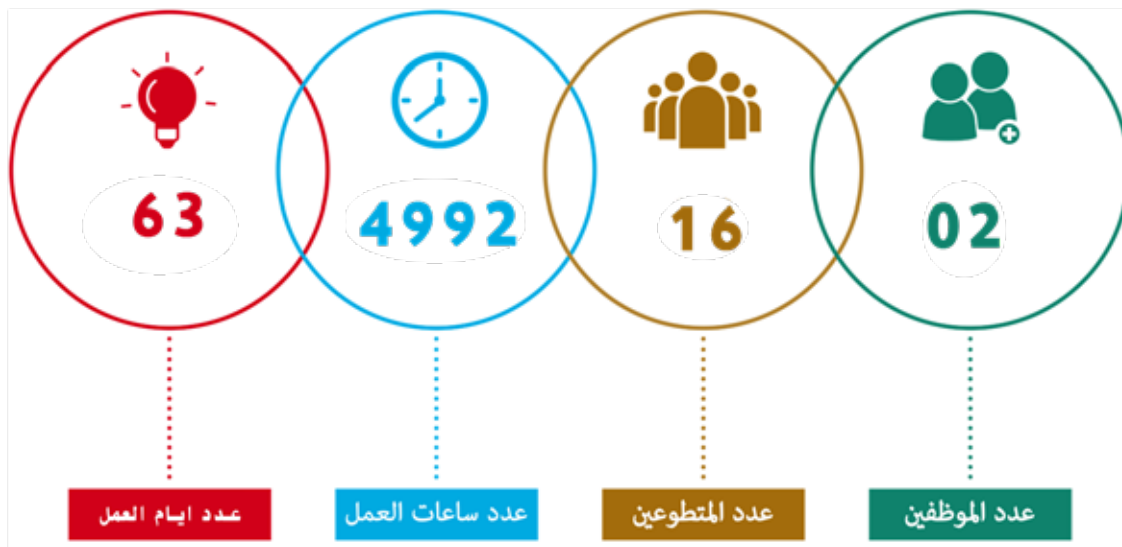 02
16
4992
63
عدد الموظفين
عدد المتطوعين
عدد ساعات العمل
عدد ايام العمل